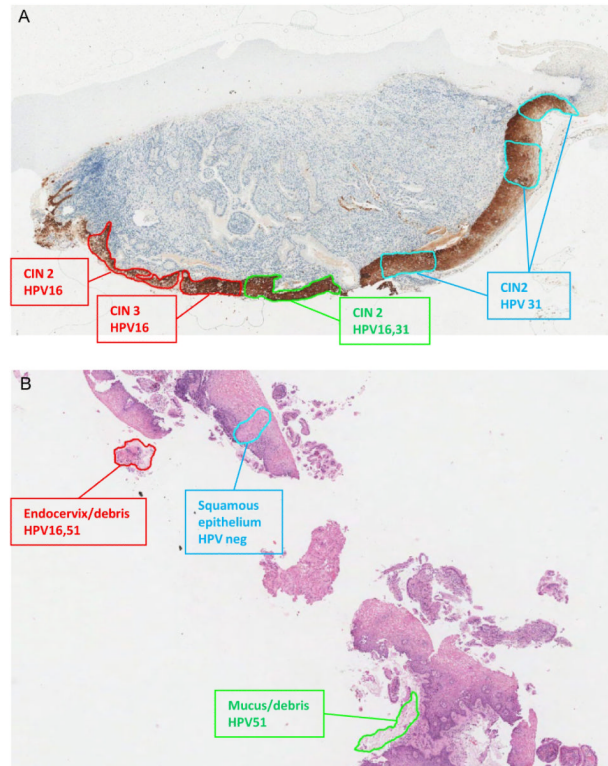 A
CIN 2
HPV16
CIN 3
HPV16
CIN 2
HPV16,31
CIN2
HPV 31
B
Endocervix/debris
HPV16,51
Squamous
epithelium
HPV neg
Mucus/debris
HPV51